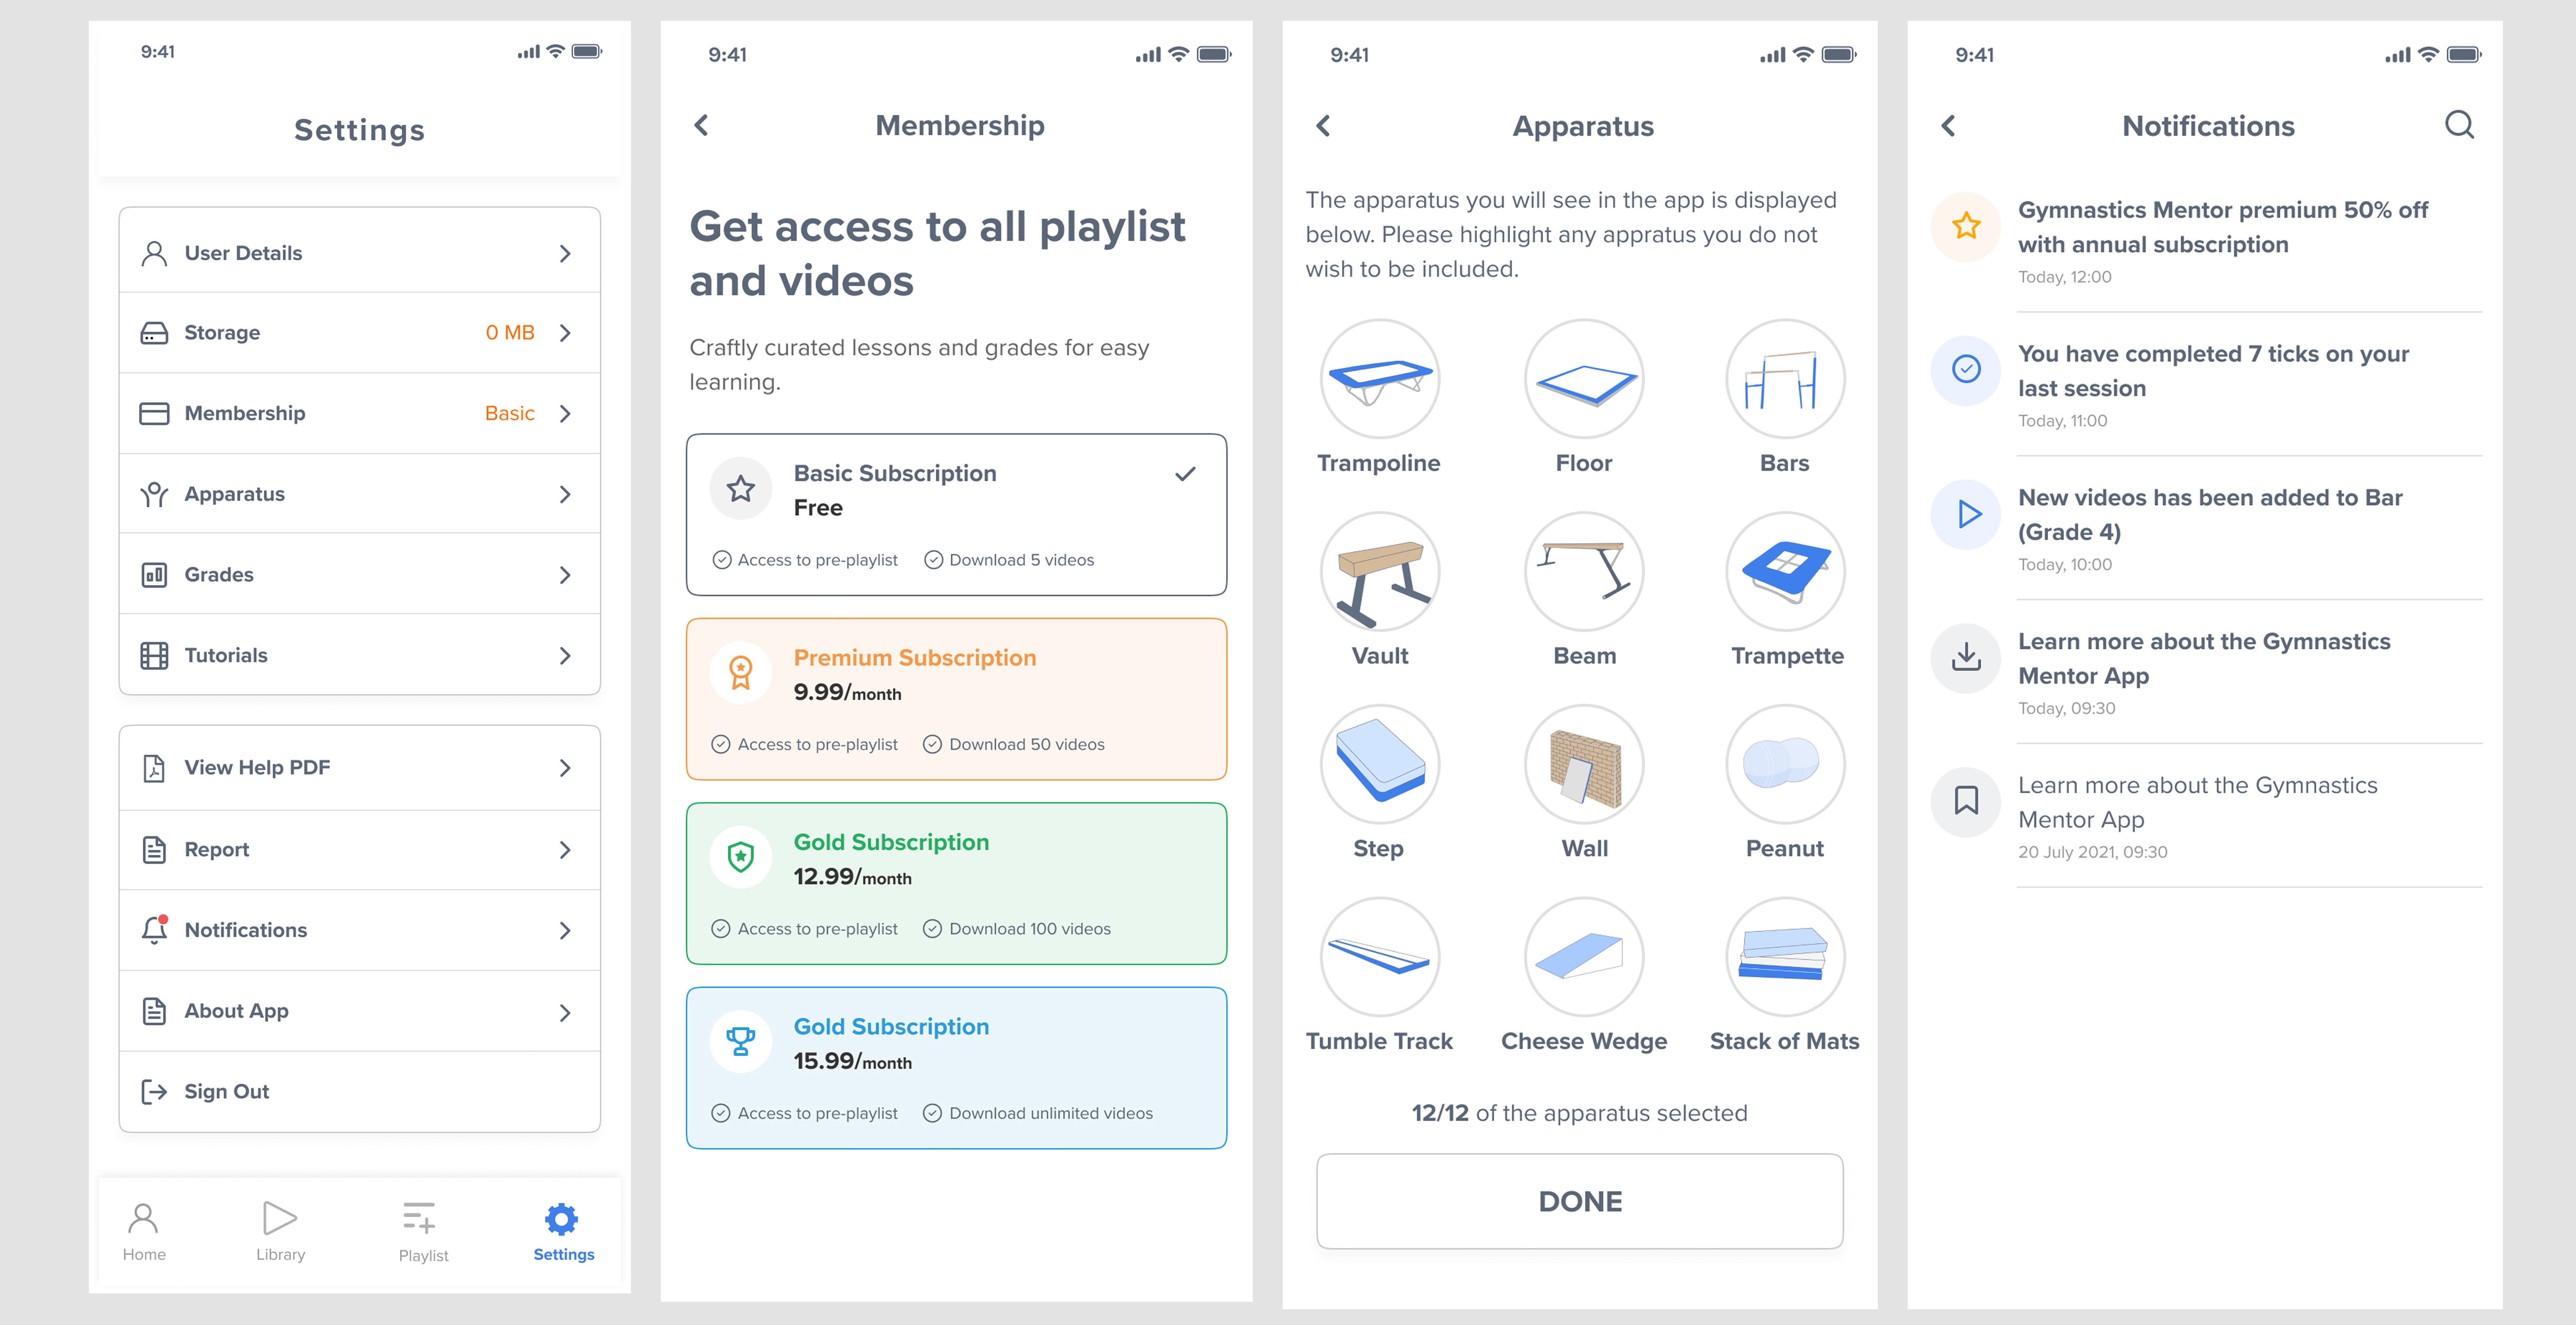 9:41
Settings
User Details
Storage 0 MB
Membership Basic
Apparatus
Grades
Tutorials
View Help PDF
Report
Notifications
About App
Sign Out
Home Library Playlist Settings
9:41
Membership
Get access to all playlist
and videos
Craftly curated lessons and grades for easy
learning.
Basic Subscription
Free
Access to pre-playlist Download 5 videos
Premium Subscription
9.99/month
Access to pre-playlist Download 50 videos
Gold Subscription
12.99/month
Access to pre-playlist Download 100 videos
Gold Subscription
15.99/month
Access to pre-playlist Download unlimited videos
9:41
Apparatus
The apparatus you will see in the app is displayed
below. Please highlight any appratus you do not
wish to be included.
Trampoline Floor Bars
Vault Beam Trampette
Step Wall Peanut
Tumble Track Cheese Wedge Stack of Mats
12/12 of the apparatus selected
DONE
9:41
Notifications
Gymnastics Mentor premium 50% off
with annual subscription
Today, 12:00
You have completed 7 ticks on your
last session
Today, 11:00
New videos has been added to Bar
(Grade 4)
Today, 10:00
Learn more about the Gymnastics
Mentor App
Today, 09:30
Learn more about the Gymnastics
Mentor App
20 July 2021, 09:30